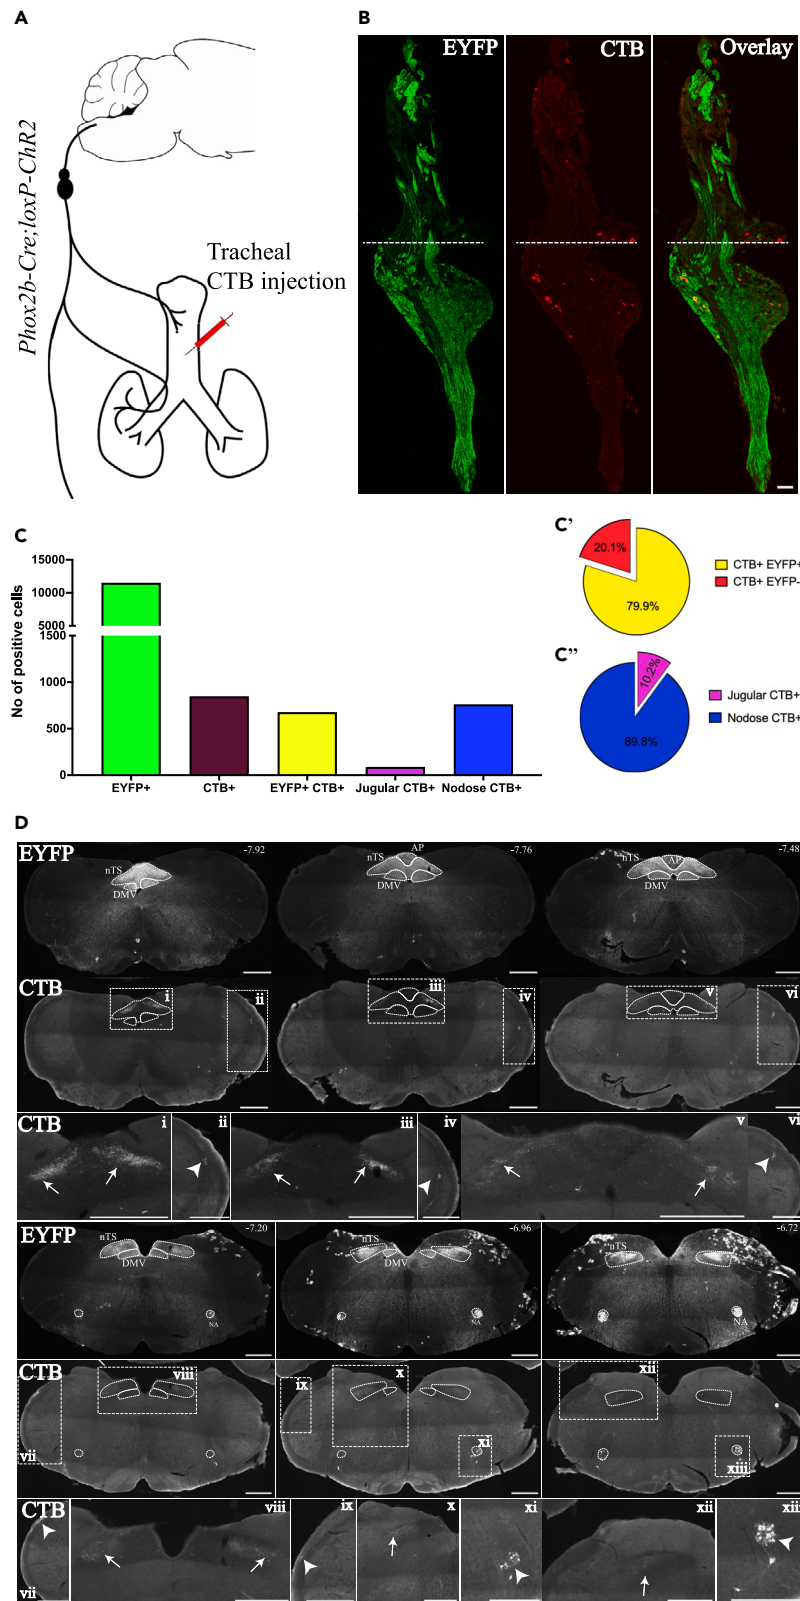 A
Phox2b-Cre;loxP-ChR2
Tracheal
CTB injection
B
EYFP
CTB
Overlay
C
No of positive cells
15000
10000
5000
1500
1000
500
0
EYFP+
CTB+
EYFP+ CTB+
Jugular CTB+
Nodose CTB+
C'
20.1%
79.9%
CTB+ EYFP+
CTB+ EYFP-
C"
10.2%
89.8%
Jugular CTB+
Nodose CTB+
D
EYFP
nTS
DMV
-7.92
AP
nTS
DMV
-7.76
nTS
AP
DMV
-7.48
CTB
i
ii
iii
iv
v
vi
CTB
i
ii
iii
iv
v
vi
EYFP
nTS
DMV
NA
-7.20
nTS
DMV
NA
-6.96
nTS
NA
-6.72
CTB
vii
viii
ix
x
xi
xii
xiii
CTB
vii
viii
ix
x
xi
xii
xiii